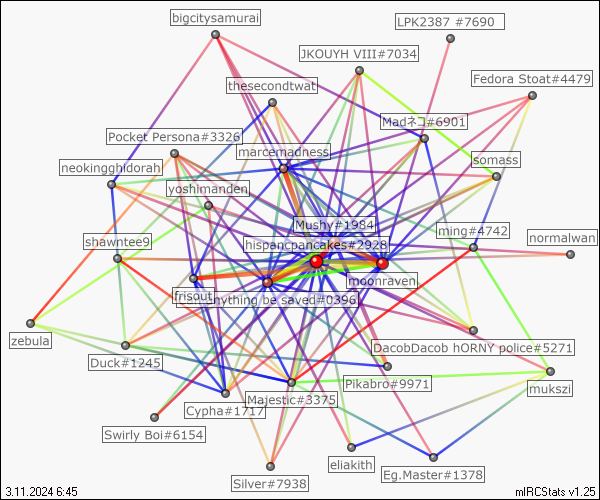 bigcitysamurai
LPK2387 #7690
JKOUYH VIII#7034
Fedora Stoat#4479
thesecondtwat
Madネコ#6901
Pocket Persona#3326
marcemadness
somass
neokingghidorah
yoshimanden
Mushy#1984
ming#4742
normalwan
shawntee9
hispancpancakes#2928
moonraven
frisout
nything be saved#0396
zebula
DacobDacob hORNY police#5271
Duck#1245
Pikabro#9971
mukszi
Majestic#3375
Cypha#1717
Swirly Boi#6154
eliakith
Eg.Master#1378
Silver#7938
3.11.2024 6:45
mIRCStats v1.25